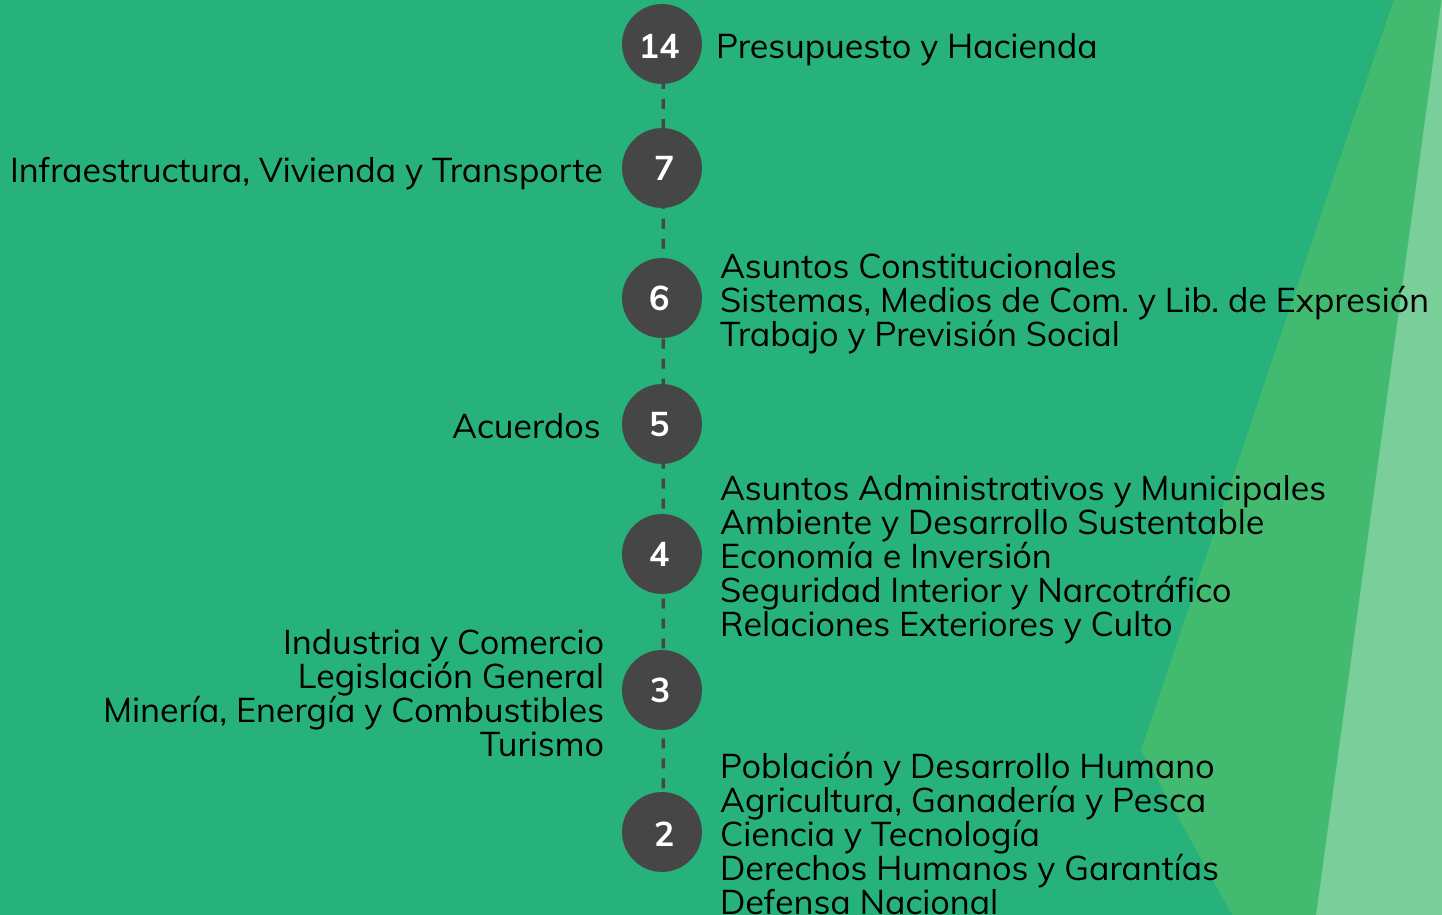 14
Presupuesto y Hacienda
Infraestructura, Vivienda y Transporte
7
6
Asuntos Constitucionales
Sistemas, Medios de Com. y Lib. de Expresión
Trabajo y Previsión Social
Acuerdos
5
4
Asuntos Administrativos y Municipales
Ambiente y Desarrollo Sustentable
Economía e Inversión
Seguridad Interior y Narcotráfico
Relaciones Exteriores y Culto
Industria y Comercio
Legislación General
Minería, Energía y Combustibles
Turismo
3
2
Población y Desarrollo Humano
Agricultura, Ganadería y Pesca
Ciencia y Tecnología
Derechos Humanos y Garantías
Defensa Nacional